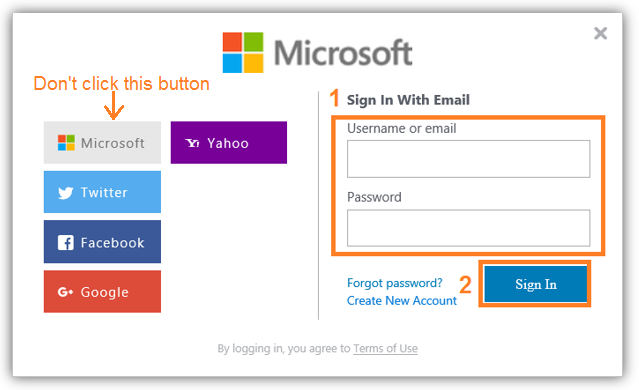 Microsoft
Don't click this button
Microsoft
Yahoo
Twitter
Facebook
Google
1 Sign In With Email
Username or email
Password
Forgot password?
Create New Account
2 Sign In
By logging in, you agree to Terms of Use